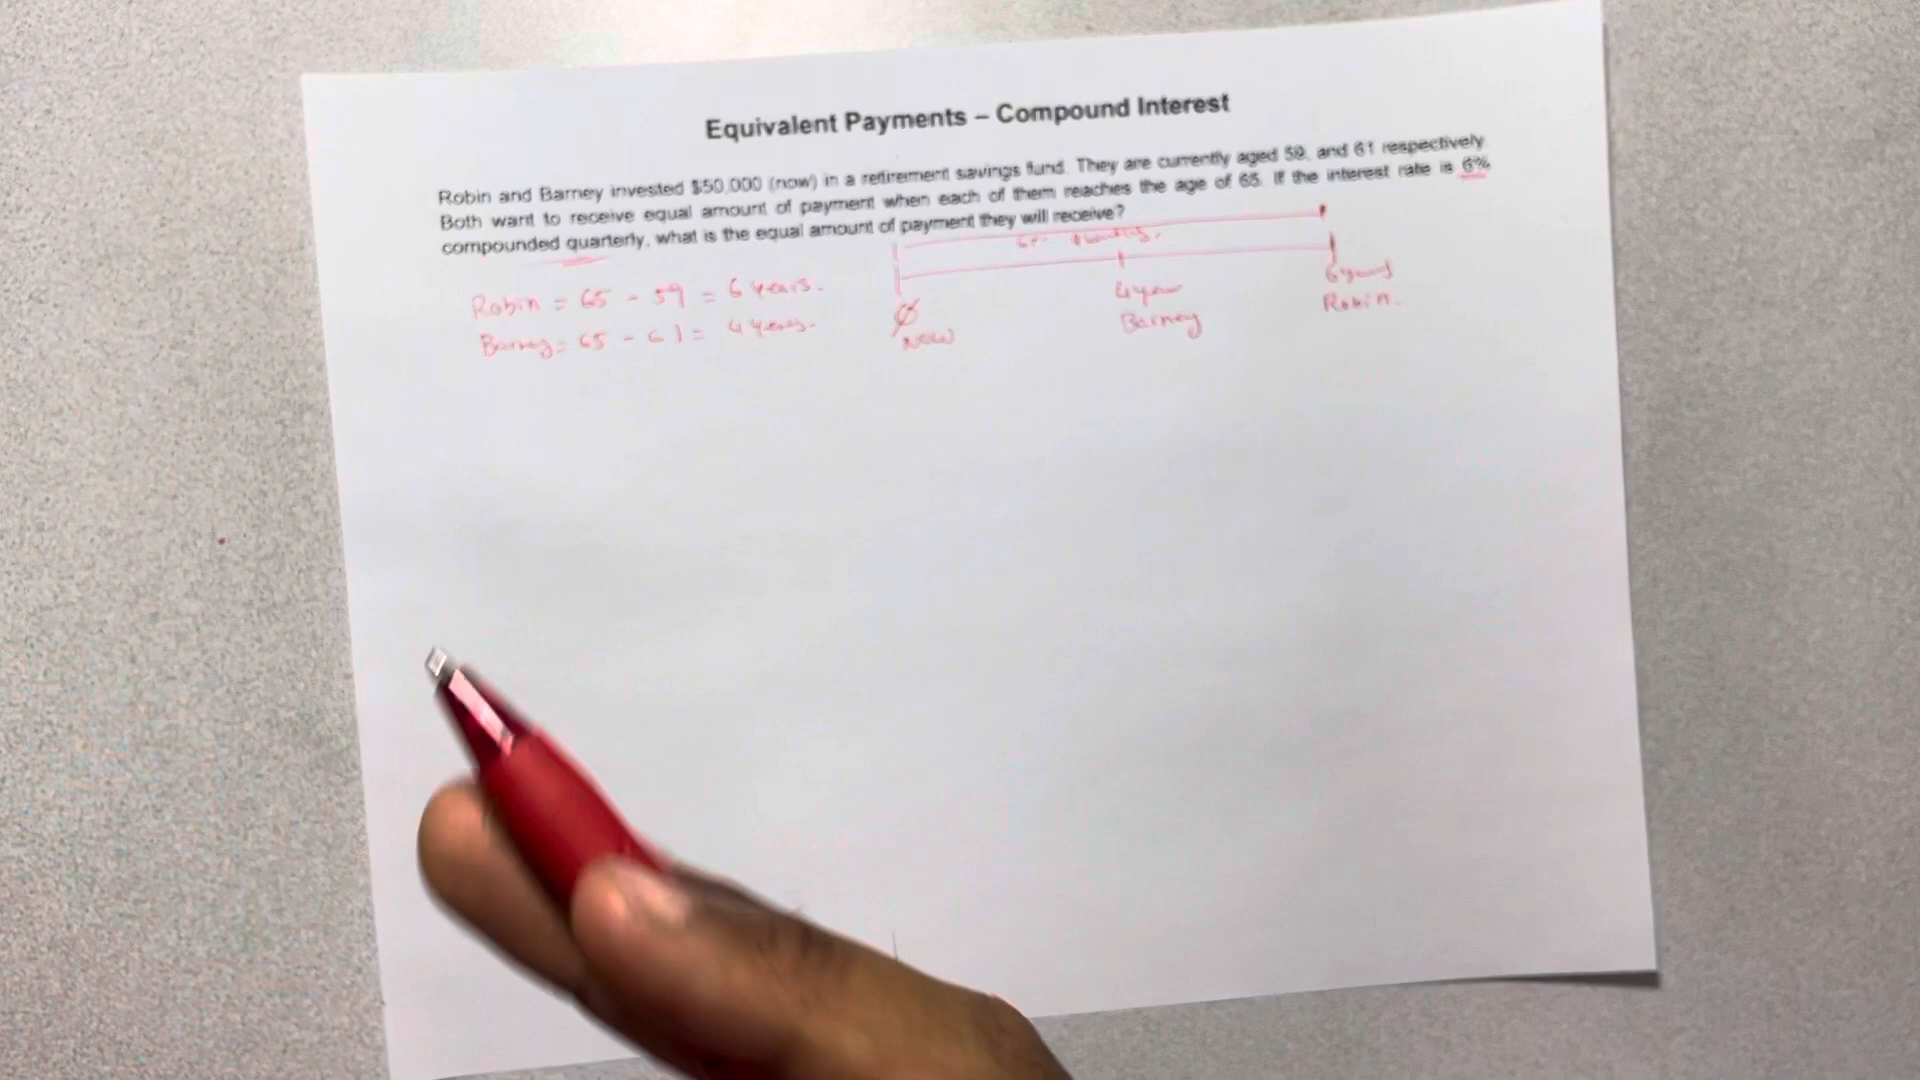 Equivalent Payments – Compound Interest
Robin and Barney invested $50,000 (now) in a retirement savings fund. They are currently aged 59, and 61 respectively
Both want to receive equal amount of payment when each of them reaches the age of 65. If the interest rate is 6%
compounded quarterly, what is the equal amount of payment they will receive?
Robin = 65 - 59 = 6 years.
Barney = 65 - 61 = 4 years.
Ø
NOW
4 year
Barney
6 years
Robin.